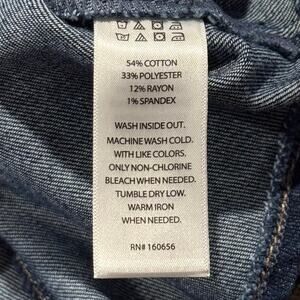 54% COTTON
33% POLYESTER
12% RAYON
1% SPANDEX
WASH INSIDE OUT.
MACHINE WASH COLD.
WITH LIKE COLORS.
ONLY NON-CHLORINE
BLEACH WHEN NEEDED.
TUMBLE DRY LOW.
WARM IRON
WHEN NEEDED.
RN# 160656